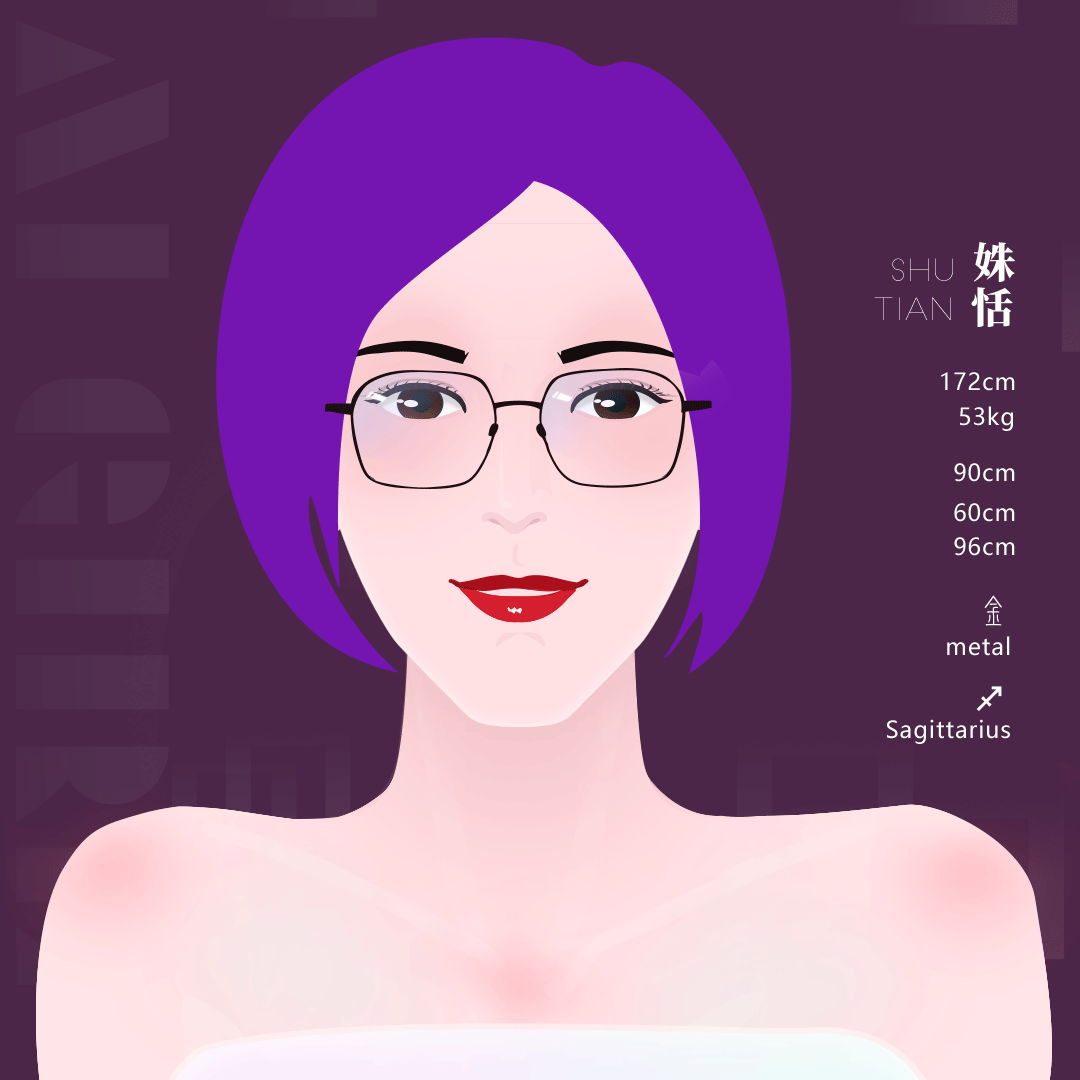 姝恬
SHU
TIAN
172cm
53kg
90cm
60cm
96cm
金
metal
Sagittarius